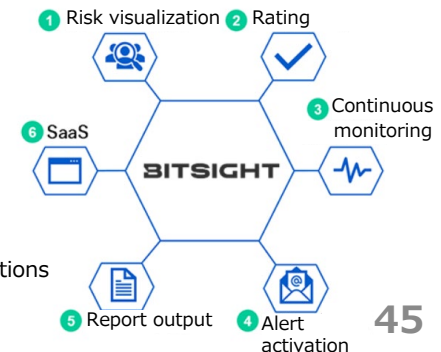 1 Risk visualization
2 Rating
3 Continuous
monitoring
6 SaaS
BITSIGHT
tions
5 Report output
4 Alert
activation
45